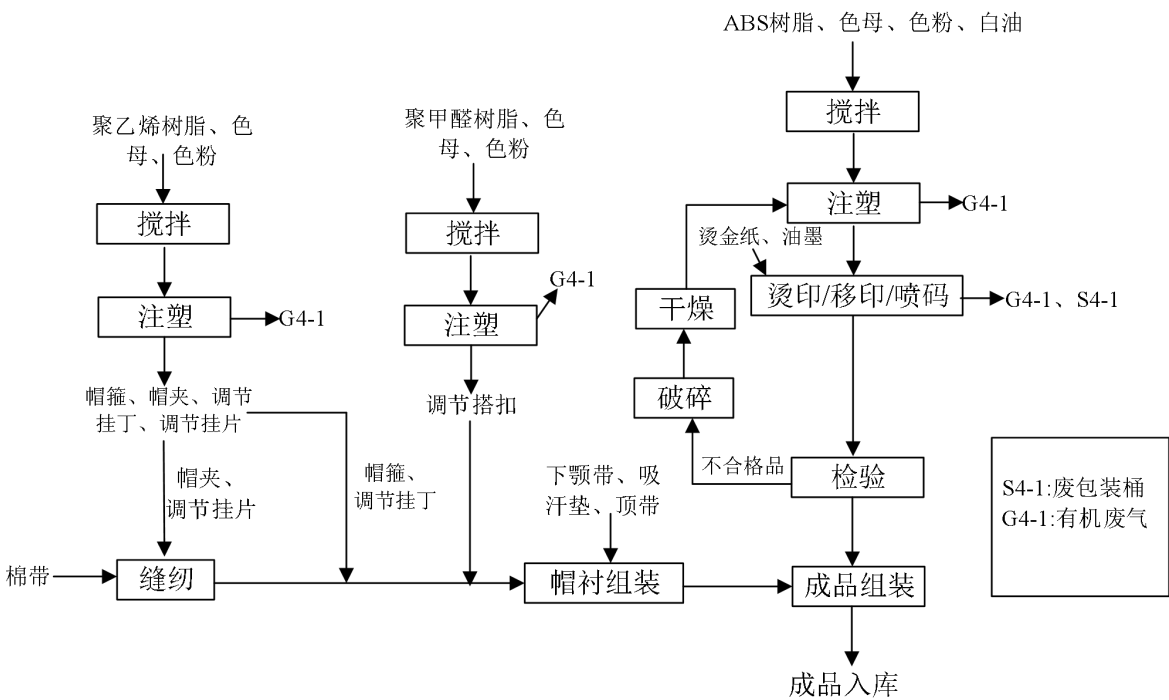 ABS树脂、色母、色粉、白油
搅拌
注塑
G4-1
烫金纸、油墨
烫印/移印/喷码
G4-1、S4-1
干燥
破碎
不合格品
检验
聚乙烯树脂、色
母、色粉
搅拌
注塑
G4-1
帽箍、帽夹、调节
挂丁、调节挂片
帽夹、
调节挂片
帽箍、
调节挂丁
聚甲醛树脂、色
母、色粉
搅拌
G4-1
注塑
调节搭扣
下颚带、吸
汗垫、顶带
棉带
缝纫
帽衬组装
成品组装
成品入库
S4-1:废包装桶
G4-1:有机废气